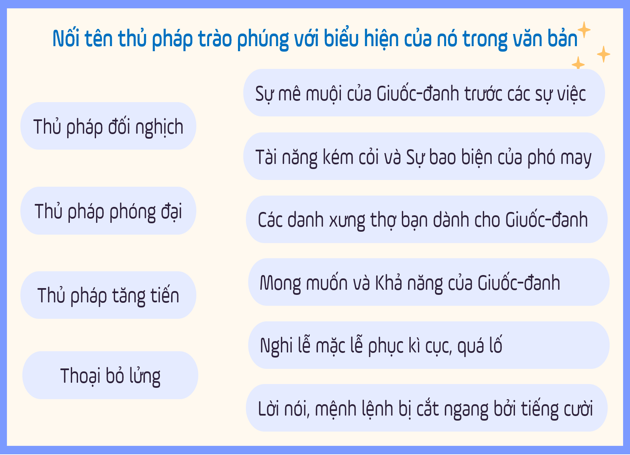 Nối tên thủ pháp trào phúng với biểu hiện của nó trong văn bản
Thủ pháp đối nghịch
Thủ pháp phóng đại
Thủ pháp tăng tiến
Thoại bỏ lửng
Sự mê muội của Giuốc-đanh trước các sự việc
Tài năng kém cỏi và Sự bao biện của phó may
Các danh xưng thợ bạn dành cho Giuốc-đanh
Mong muốn và Khả năng của Giuốc-đanh
Nghi lễ mặc lễ phục kì cục, quá lố
Lời nói, mệnh lệnh bị cắt ngang bởi tiếng cười